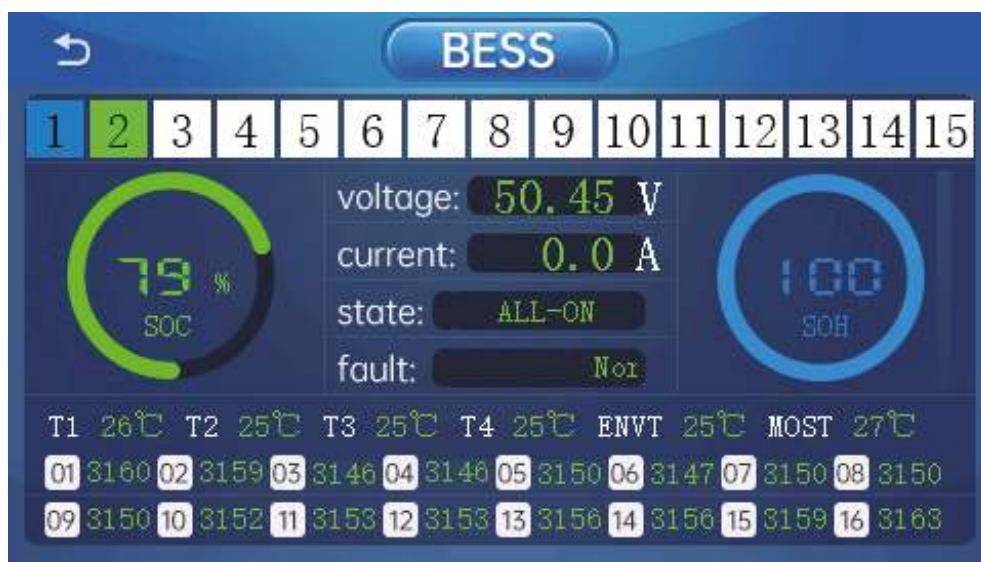 BESS
1 2 3 4 5 6 7 8 9 10 11 12 13 14 15
voltage: 50.45 V
current: 0.0 A
79 %
SOC
100
SOH
state: ALL-ON
fault: Nor
T1 26℃ T2 25℃ T3 25℃ T4 25℃ ENVT 25℃ MOST 27℃
01 3160 02 3159 03 3146 04 3146 05 3150 06 3147 07 3150 08 3150
09 3150 10 3152 11 3153 12 3153 13 3156 14 3156 15 3159 16 3163